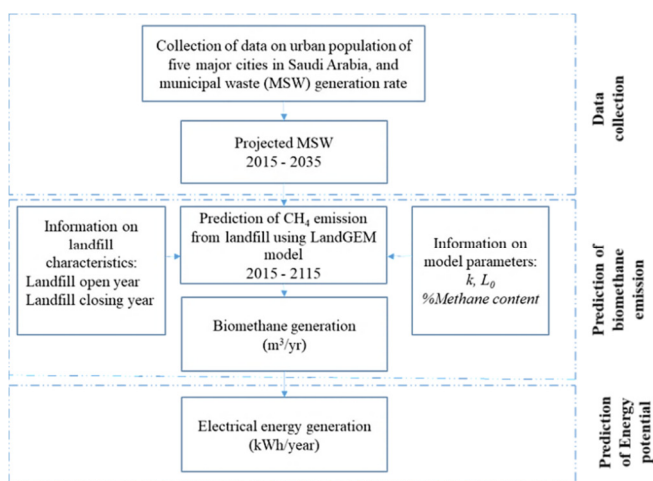 Collection of data on urban population of
five major cities in Saudi Arabia, and
municipal waste (MSW) generation rate
Projected MSW
2015 - 2035
Data
collection
Information on
landfill
characteristics:
Landfill open year
Landfill closing year
Prediction of CH₄ emission
from landfill using LandGEM
model
2015 - 2115
Information on
model parameters:
k, L₀
%Methane content
Biomethane generation
(m³/yr)
Prediction of
biomethane
emission
Electrical energy generation
(kWh/year)
Prediction
of Energy
potential